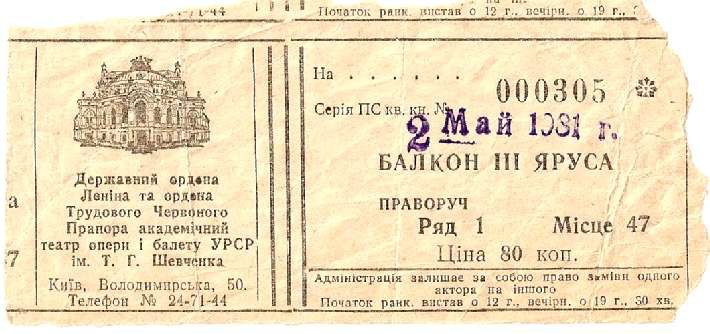 1-44
Початок ранк. вистав о 12 г., вечірн. о 19 г.,
Державний ордена
Леніна та ордена
Трудового Червоного
Прапора академічний
театр опери і балету УРСР
ім. Т. Г. Шевченка
Київ, Володимирська, 50.
Телефон № 24-71-44
а
7
На . . . . . .
000305
Серія ПС кв. кн. №
2 Май 1981 г.
БАЛКОН III ЯРУСА
ПРАВОРУЧ
Ряд 1 Місце 47
Ціна 80 коп.
Адміністрація залишає за собою право заміни одного
актора на іншого
Початок ранк. вистав о 12 г., вечірн. о 19 г., 30 хв.